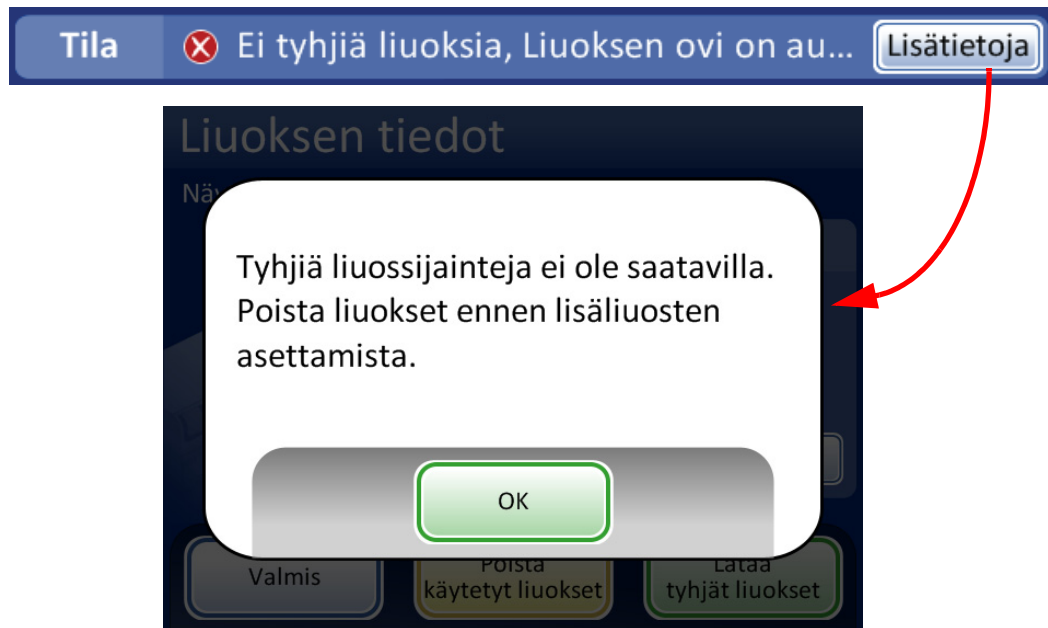 Tila Ei tyhjiä liuoksia, Liuoksen ovi on au... Lisätietoja
Liuoksen tiedot
Tyhjiä liuossijainteja ei ole saatavilla.
Poista liuokset ennen lisäliuosten
asettamista.
OK
Valmis
Poista
käytetyt liuokset
Lataa
tyhjät liuokset